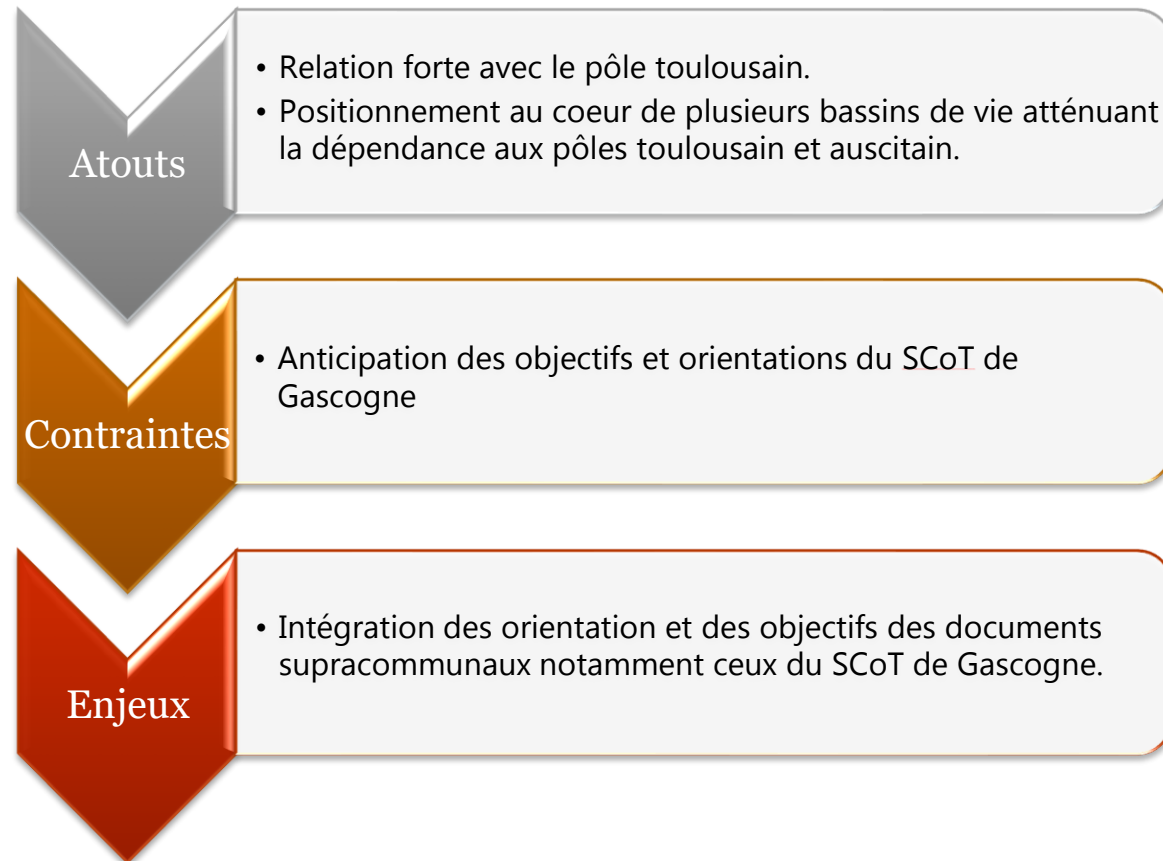 Atouts
• Relation forte avec le pôle toulousain.
• Positionnement au coeur de plusieurs bassins de vie atténuant
la dépendance aux pôles toulousain et auscitain.
Contraintes
• Anticipation des objectifs et orientations du SCoT de
Gascogne
Enjeux
• Intégration des orientation et des objectifs des documents
supracommunaux notamment ceux du SCoT de Gascogne.